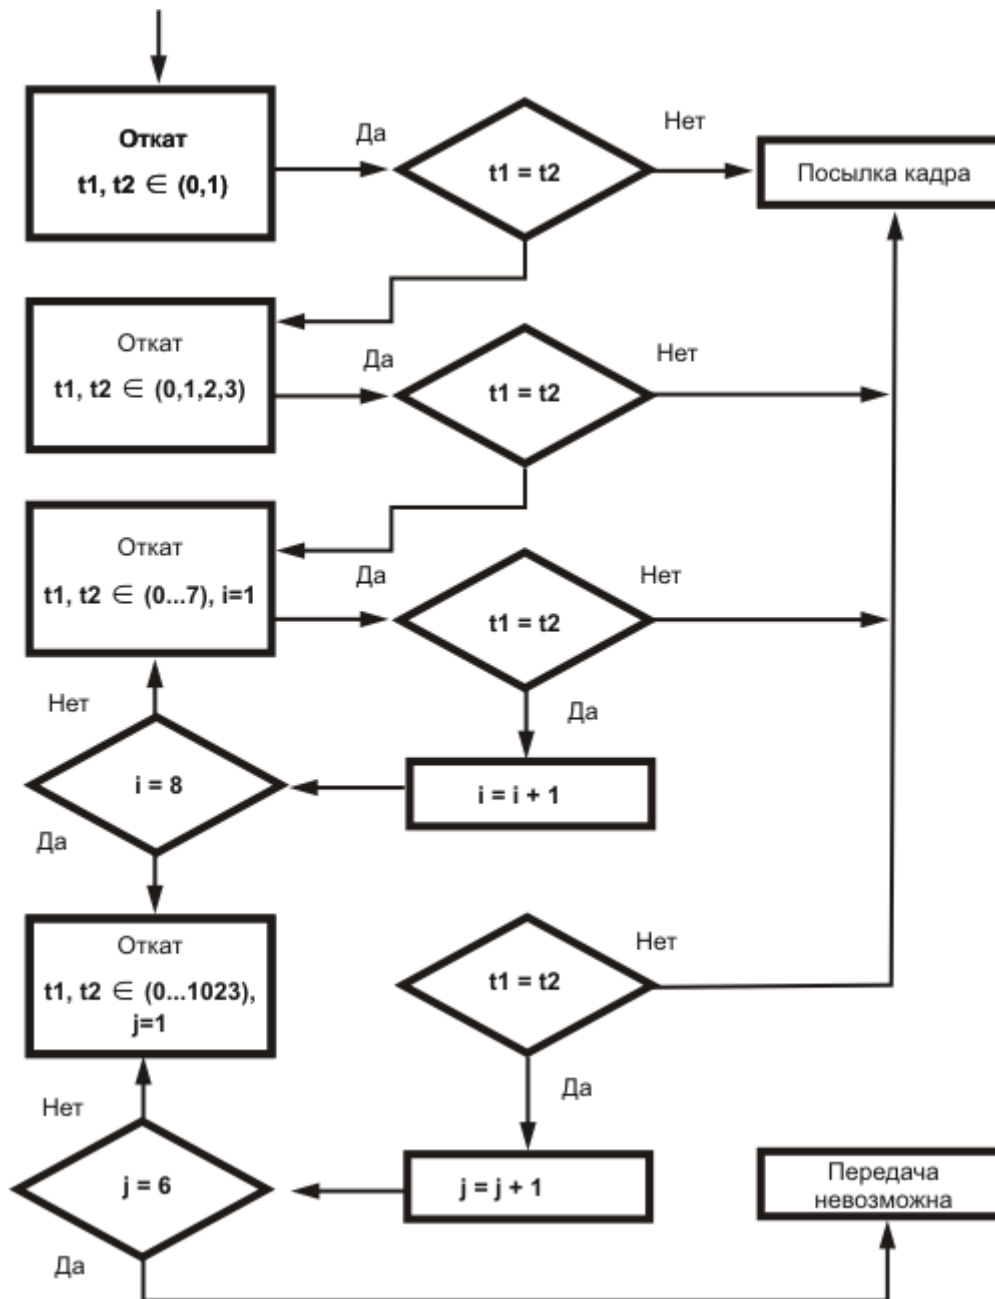 Откат
t1, t2 ∈ (0,1)
Да
t1 = t2
Нет
Посылка кадра
Откат
t1, t2 ∈ (0,1,2,3)
Да
t1 = t2
Нет
Откат
t1, t2 ∈ (0...7), i=1
Да
t1 = t2
Нет
Да
Нет
i = 8
i = i + 1
Да
Откат
t1, t2 ∈ (0...1023),
j=1
t1 = t2
Нет
Да
Нет
j = 6
j = j + 1
Передача
невозможна
Да